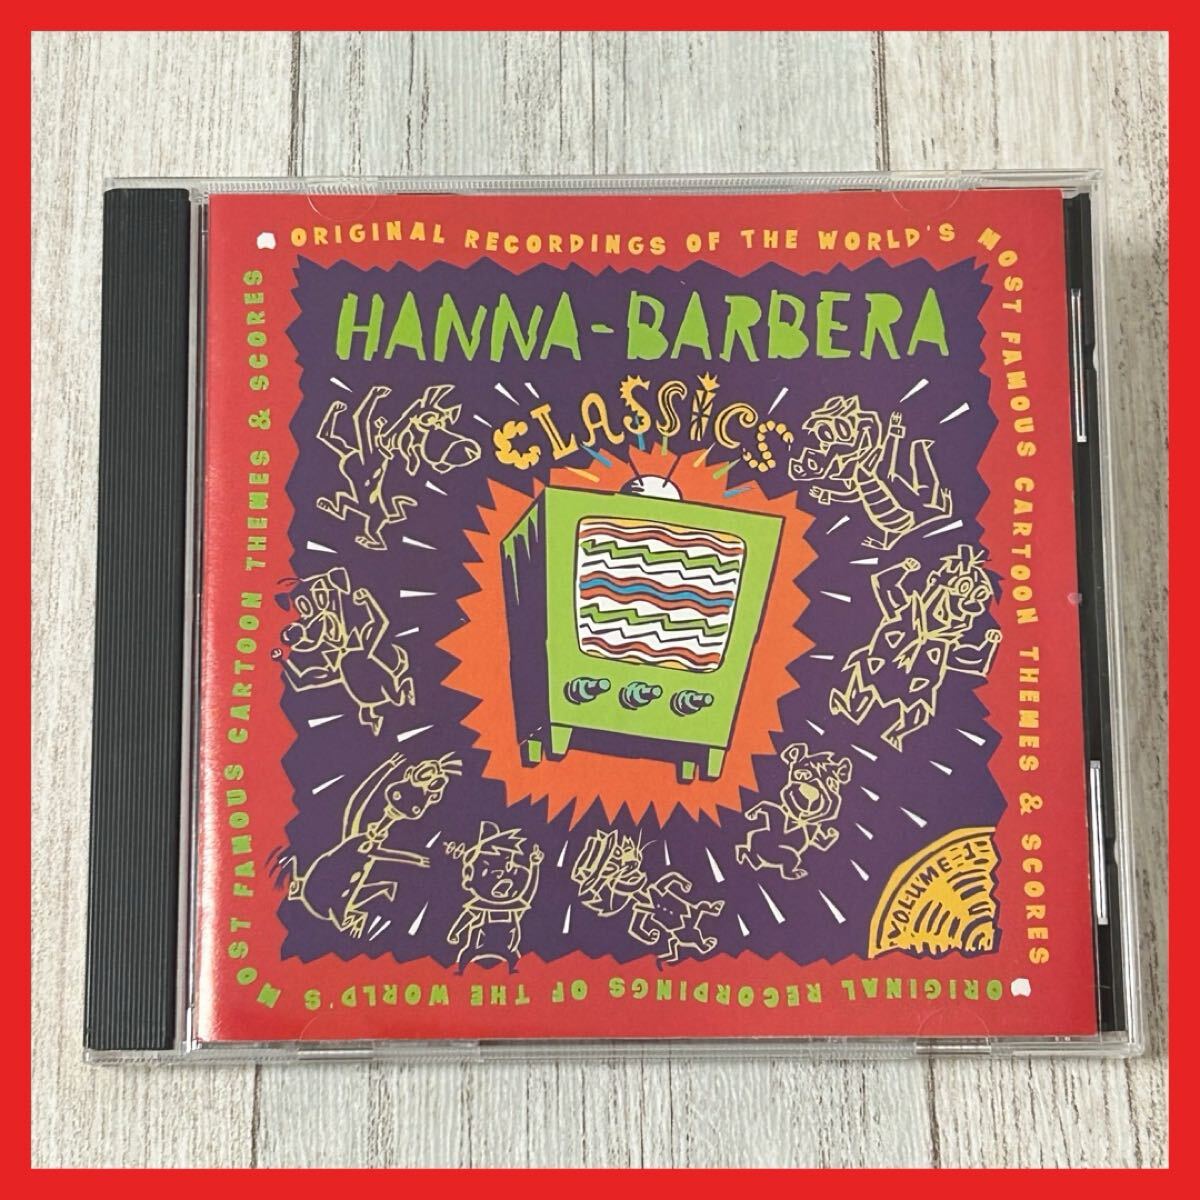 ORIGINAL RECORDINGS OF THE WORLD'S
MOST FAMOUS CARTOON THEMES & SCORES
HANNA-BARBERA
CLASSICS
VOLUME 1
ORIGINAL RECORDINGS OF THE WORLD'S
MOST FAMOUS CARTOON THEMES & SCORES